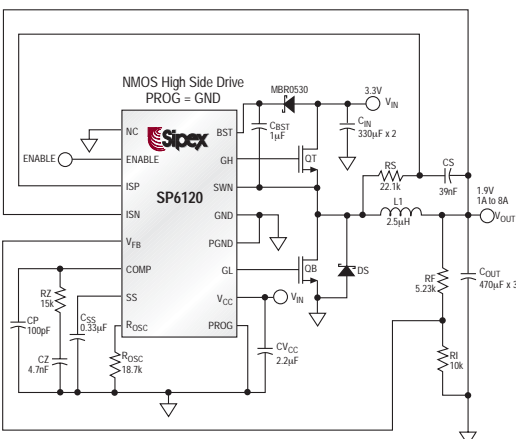 NMOS High Side Drive
PROG = GND
MBR0530
3.3V
VIN
CIN
330μF x 2
CBST
1μF
NC
BST
QT
ENABLE
ENABLE
GH
Sipex
ISP
SWN
SP6120
ISN
GND
VFB
PGND
COMP
GL
QB
DS
SS
VCC
VIN
ROSC
PROG
RS
22.1k
CS
39nF
L1
2.5μH
1.9V
1A to 8A
VOUT
RF
5.23k
COUT
470μF x 3
RI
10k
RZ
15k
CP
100pF
CSS
0.33μF
CZ
4.7nF
ROSC
18.7k
CVCC
2.2μF